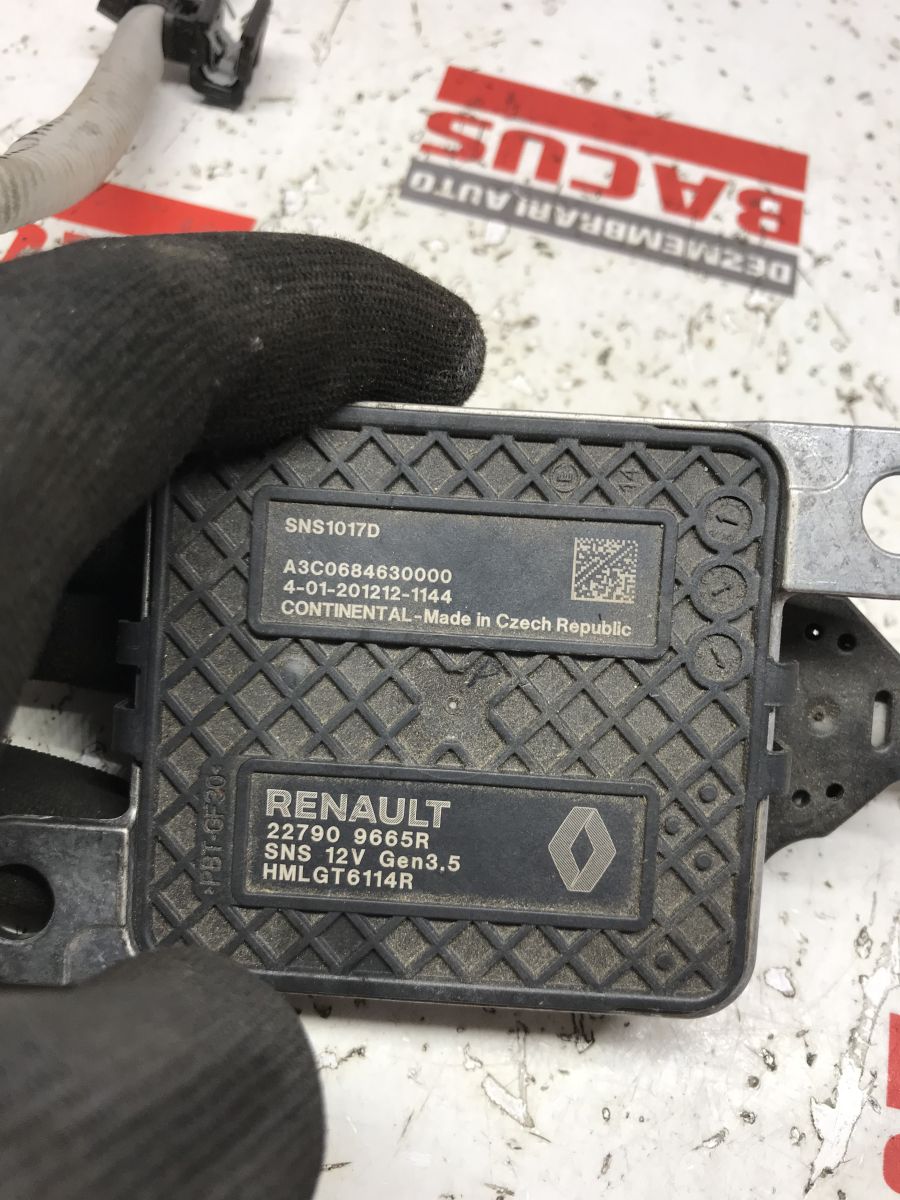 BACUS
DEZMEMBRARI AUTO
SNS1017D
A3C0684630000
4-01-201212-1144
CONTINENTAL-Made in Czech Republic
RENAULT
22790 9665R
SNS 12V Gen3.5
HMLGT6114R
>PBT-GF30<
14